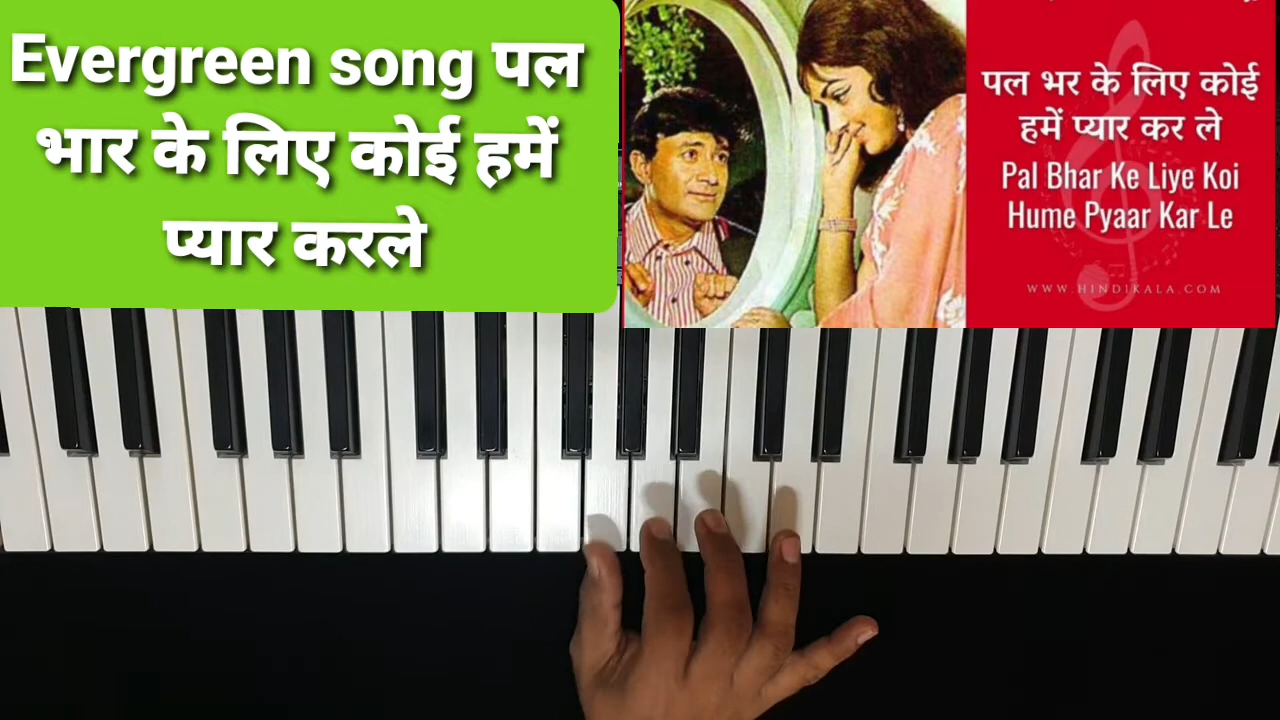 Evergreen song पल
भार के लिए कोई हमें
प्यार करले
पल भर के लिए कोई
हमें प्यार कर ले
Pal Bhar Ke Liye Koi
Hume Pyaar Kar Le
WWW.HINDIKALA.COM